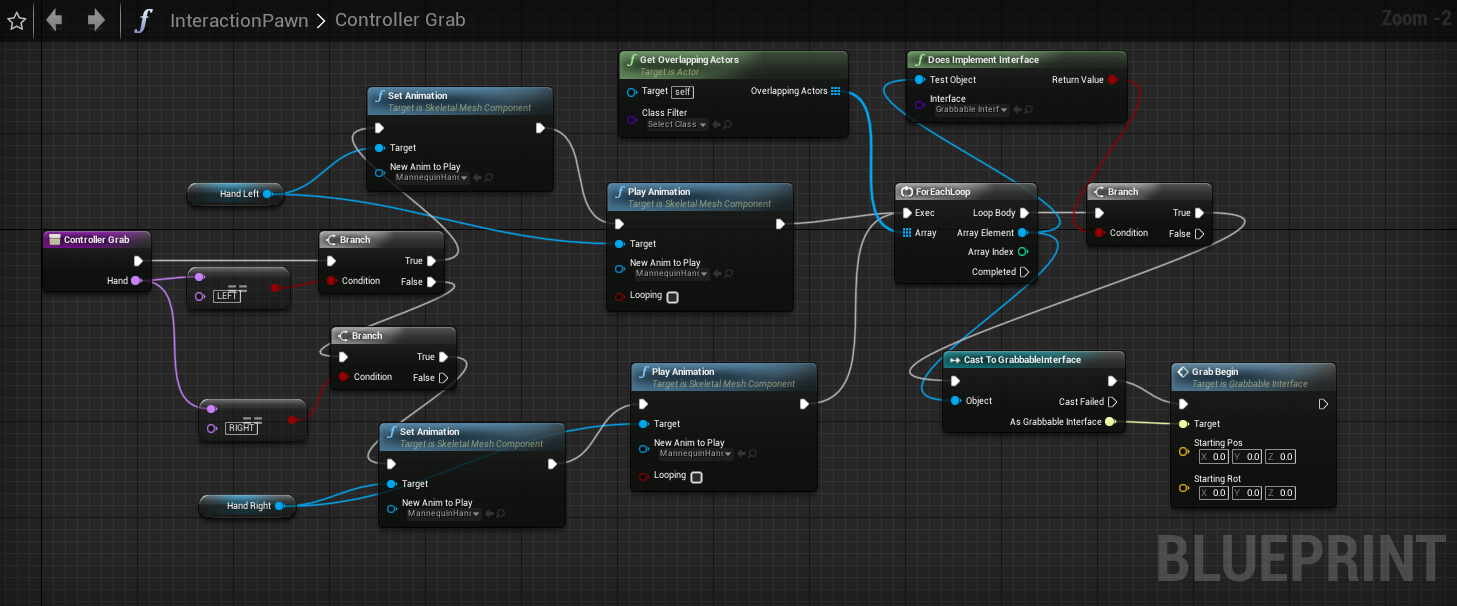 InteractionPawn > Controller Grab
Zoom -2
Get Overlapping Actors
Target is Actor
Target self
Overlapping Actors
Class Filter
Select Class
Does Implement Interface
Test Object
Return Value
Interface
Grabbable Interf
Set Animation
Target is Skeletal Mesh Component
Target
New Anim to Play
MannequinHan
Hand Left
Play Animation
Target is Skeletal Mesh Component
Target
New Anim to Play
MannequinHan
Looping
ForEachLoop
Exec
Loop Body
Array
Array Element
Array Index
Completed
Branch
True
Condition
False
Controller Grab
Hand
LEFT
==
Branch
True
Condition
False
Branch
True
Condition
False
RIGHT
==
Set Animation
Target is Skeletal Mesh Component
Target
New Anim to Play
MannequinHan
Hand Right
Play Animation
Target is Skeletal Mesh Component
Target
New Anim to Play
MannequinHan
Looping
Cast To GrabbableInterface
Object
Cast Failed
As Grabbable Interface
Grab Begin
Target is Grabbable Interface
Target
Starting Pos
X 0.0 Y 0.0 Z 0.0
Starting Rot
X 0.0 Y 0.0 Z 0.0
BLUEPRINT